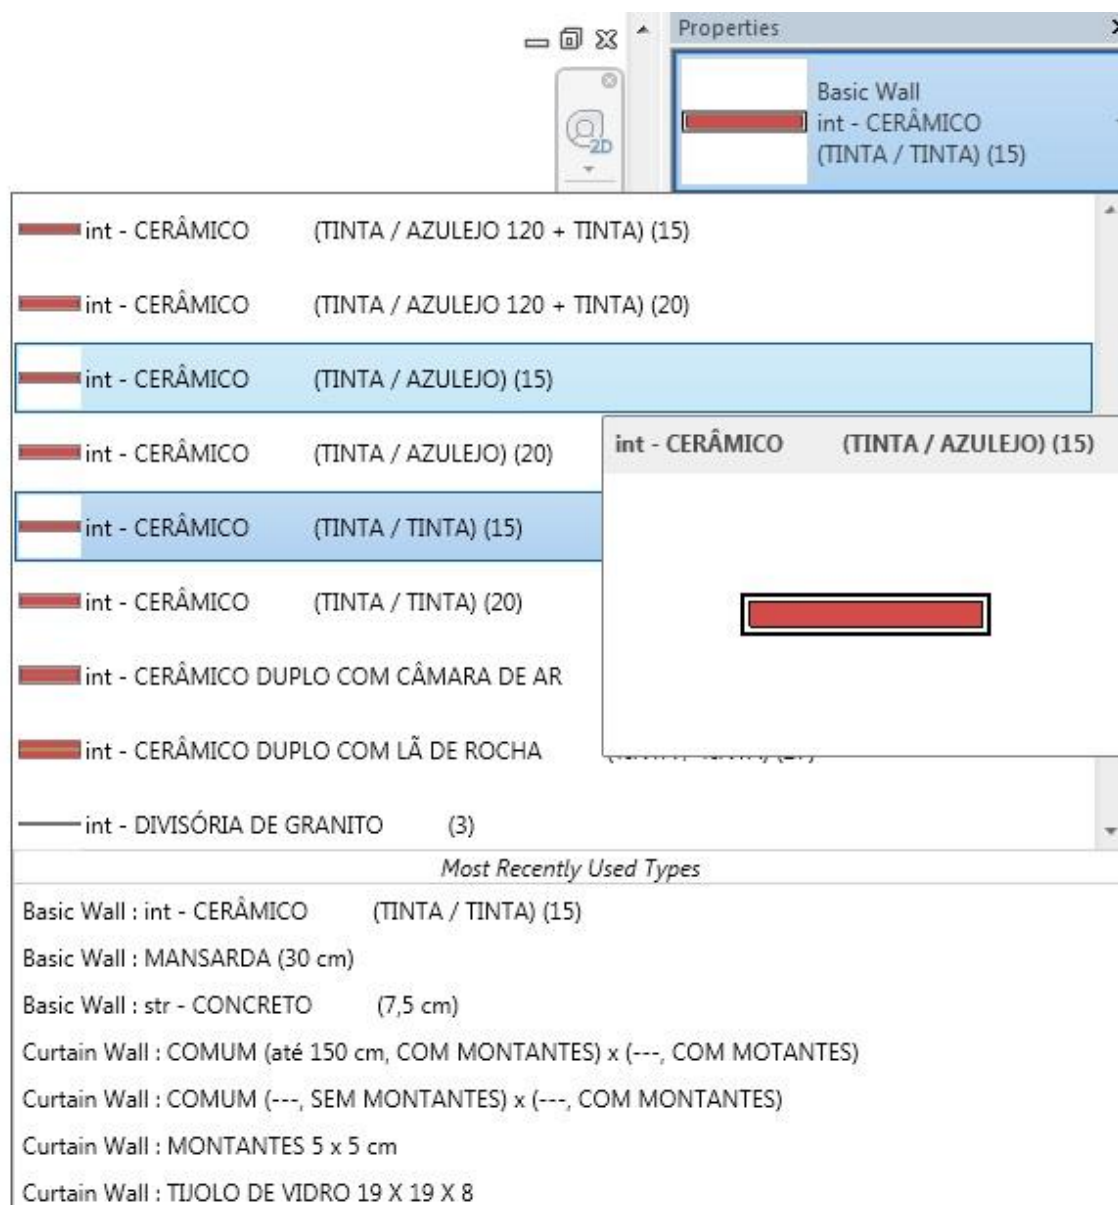 Properties
Basic Wall
int - CERÂMICO
(TINTA / TINTA) (15)
2D
int - CERÂMICO (TINTA / AZULEJO 120 + TINTA) (15)
int - CERÂMICO (TINTA / AZULEJO 120 + TINTA) (20)
int - CERÂMICO (TINTA / AZULEJO) (15)
int - CERÂMICO (TINTA / AZULEJO) (20)
int - CERÂMICO (TINTA / AZULEJO) (15)
int - CERÂMICO (TINTA / TINTA) (15)
int - CERÂMICO (TINTA / TINTA) (20)
int - CERÂMICO DUPLO COM CÂMARA DE AR
int - CERÂMICO DUPLO COM LÃ DE ROCHA
int - DIVISÓRIA DE GRANITO (3)
Most Recently Used Types
Basic Wall : int - CERÂMICO (TINTA / TINTA) (15)
Basic Wall : MANSARDA (30 cm)
Basic Wall : str - CONCRETO (7,5 cm)
Curtain Wall : COMUM (até 150 cm, COM MONTANTES) x (---, COM MOTANTES)
Curtain Wall : COMUM (---, SEM MONTANTES) x (---, COM MONTANTES)
Curtain Wall : MONTANTES 5 x 5 cm
Curtain Wall : TIJOLO DE VIDRO 19 X 19 X 8